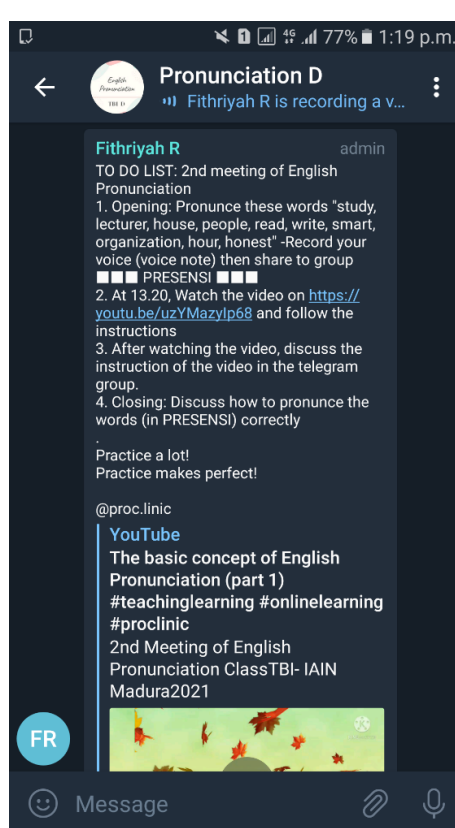 77% 1:19 p.m.
Pronunciation D
Fithriyah R is recording a v...
English
Pronunciation
TBI D
Fithriyah R admin
TO DO LIST: 2nd meeting of English
Pronunciation
1. Opening: Pronunce these words "study,
lecturer, house, people, read, write, smart,
organization, hour, honest" -Record your
voice (voice note) then share to group
⬜⬜⬜ PRESENSI ⬜⬜⬜
2. At 13.20, Watch the video on https://
youtu.be/uzYMazyIp68 and follow the
instructions
3. After watching the video, discuss the
instruction of the video in the telegram
group.
4. Closing: Discuss how to pronunce the
words (in PRESENSI) correctly
.
Practice a lot!
Practice makes perfect!
@proc.linic
YouTube
The basic concept of English
Pronunciation (part 1)
#teachinglearning #onlinelearning
#proclinic
2nd Meeting of English
Pronunciation ClassTBI- IAIN
Madura2021
FR
Message